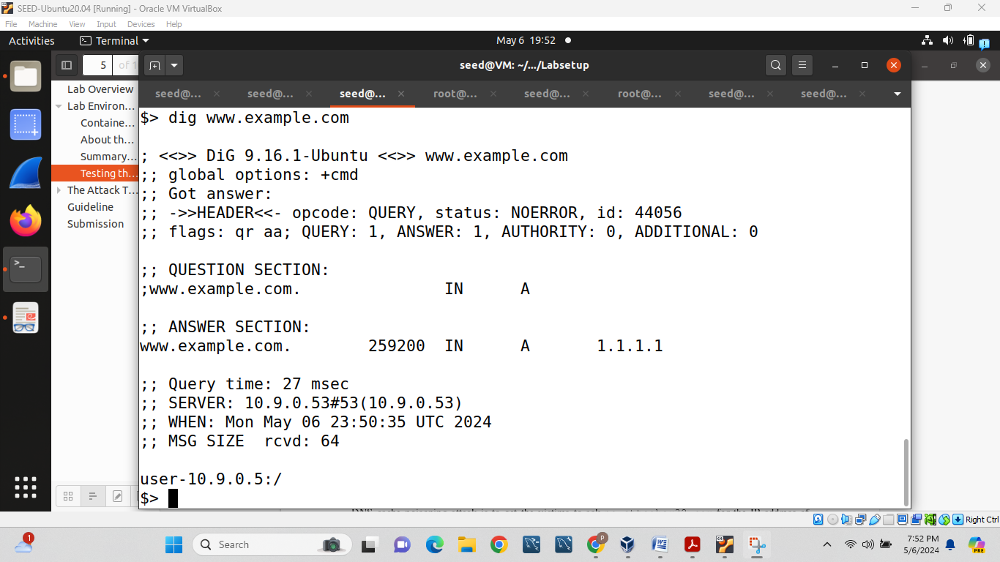 SEED-Ubuntu20.04 [Running] - Oracle VM VirtualBox
File Machine View Input Devices Help
Activities Terminal May 6 19:52
5 of 1
seed@VM: ~/.../Labsetup
seed@... seed@... seed@... root@... seed@... root@... seed@... seed@...
Lab Overview
Lab Environ...
Containe...
About th...
Summary...
Testing th...
The Attack T...
Guideline
Submission
$> dig www.example.com
; <<>> DiG 9.16.1-Ubuntu <<>> www.example.com
;; global options: +cmd
;; Got answer:
;; ->>HEADER<<- opcode: QUERY, status: NOERROR, id: 44056
;; flags: qr aa; QUERY: 1, ANSWER: 1, AUTHORITY: 0, ADDITIONAL: 0
;; QUESTION SECTION:
;www.example.com. IN A
;; ANSWER SECTION:
www.example.com. 259200 IN A 1.1.1.1
;; Query time: 27 msec
;; SERVER: 10.9.0.53#53(10.9.0.53)
;; WHEN: Mon May 06 23:50:35 UTC 2024
;; MSG SIZE rcvd: 64
user-10.9.0.5:/
$>
Right Ctrl
1
Search
P
PRE
7:52 PM
5/6/2024